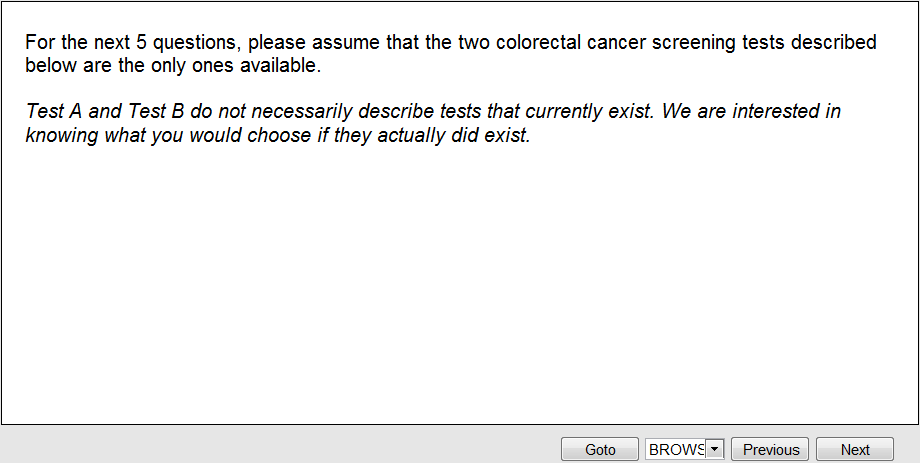 For the next 5 questions, please assume that the two colorectal cancer screening tests described
below are the only ones available.
Test A and Test B do not necessarily describe tests that currently exist. We are interested in
knowing what you would choose if they actually did exist.
Goto BROWS Previous Next